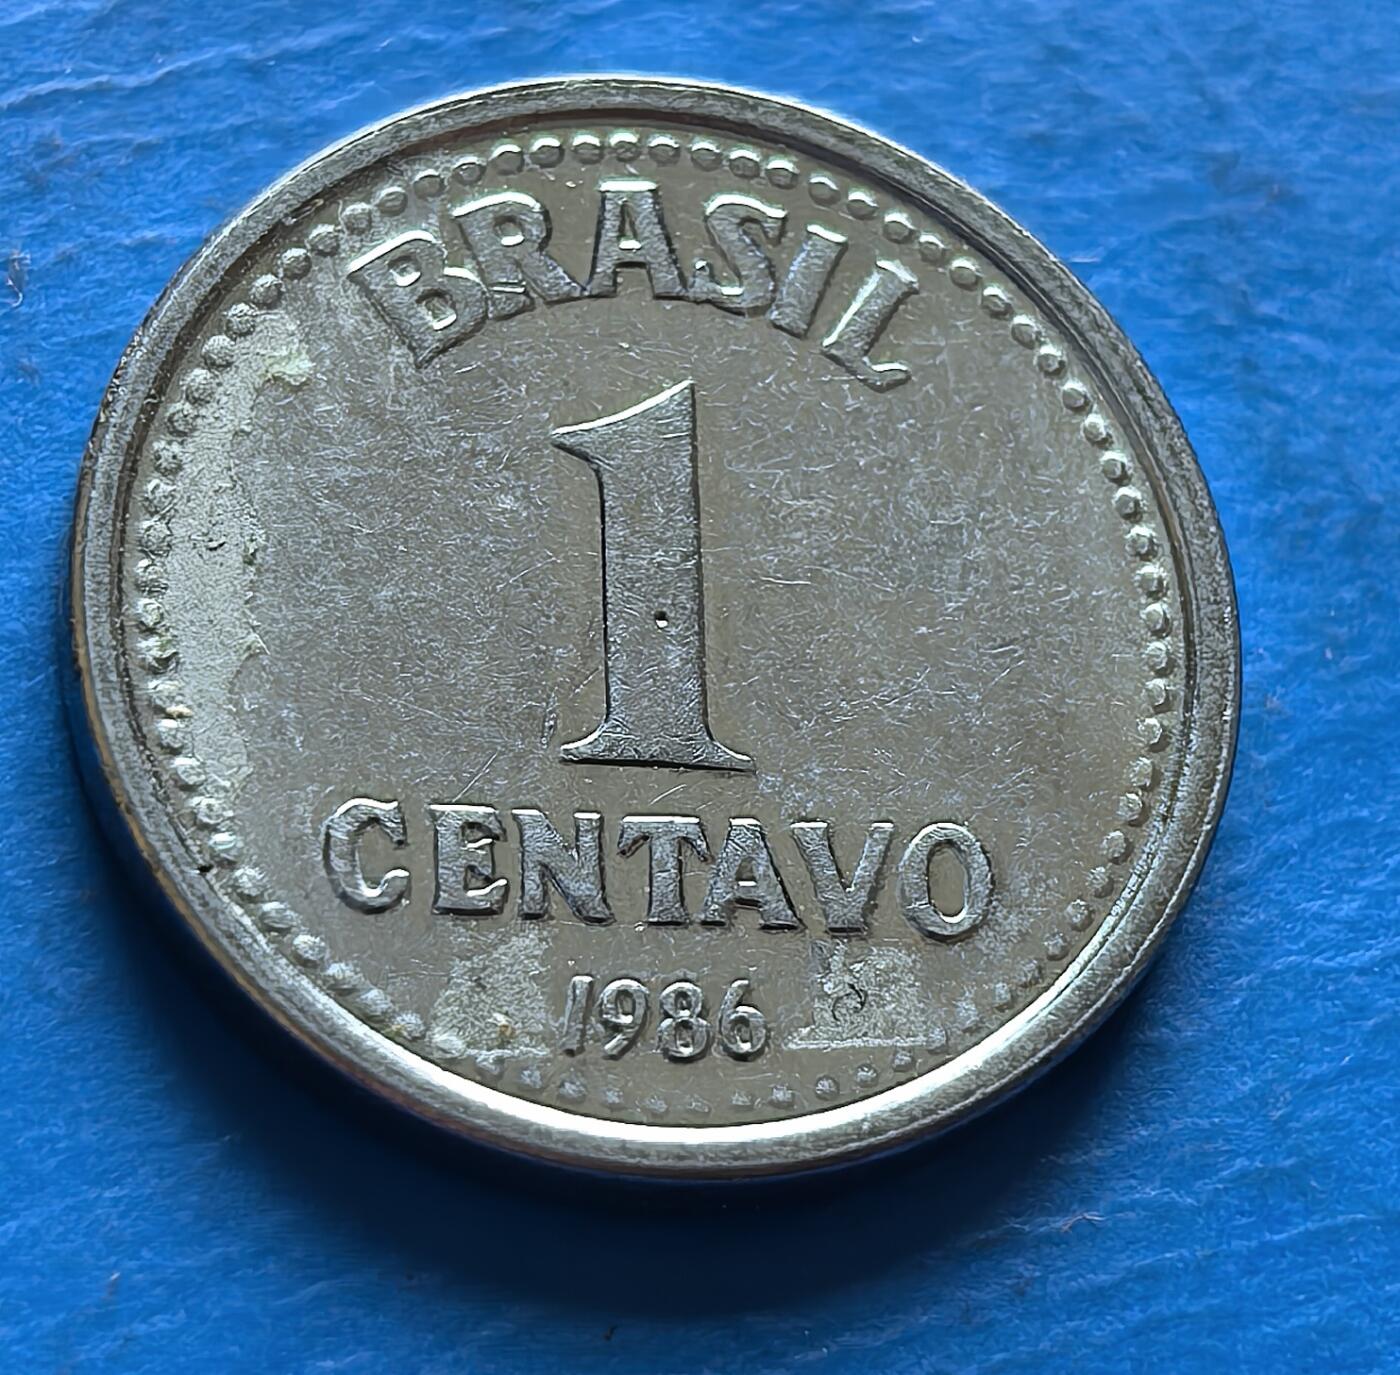 BRASIL
1
CENTAVO
1986